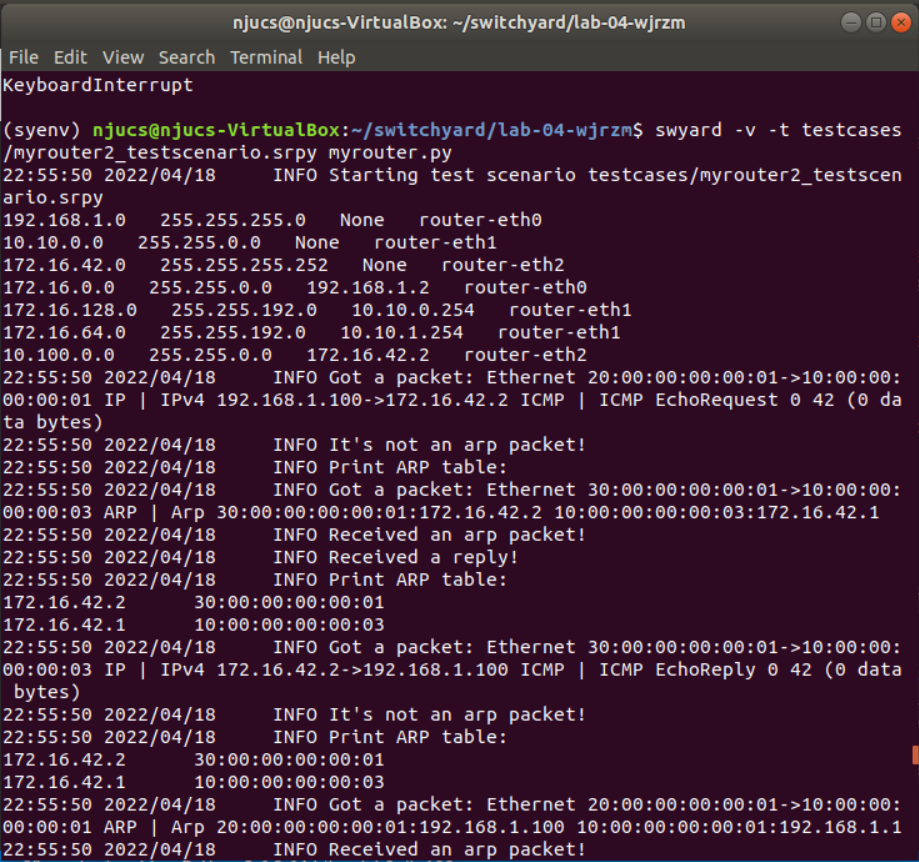 njucs@njucs-VirtualBox: ~/switchyard/lab-04-wjrzm
File Edit View Search Terminal Help
KeyboardInterrupt
(syenv) njucs@njucs-VirtualBox:~/switchyard/lab-04-wjrzm$ swyard -v -t testcases
/myrouter2_testscenario.srpy myrouter.py
22:55:50 2022/04/18     INFO Starting test scenario testcases/myrouter2_testscen
ario.srpy
192.168.1.0   255.255.255.0   None   router-eth0
10.10.0.0   255.255.0.0   None   router-eth1
172.16.42.0   255.255.255.252   None   router-eth2
172.16.0.0   255.255.0.0   192.168.1.2   router-eth0
172.16.128.0   255.255.192.0   10.10.0.254   router-eth1
172.16.64.0   255.255.192.0   10.10.1.254   router-eth1
10.100.0.0   255.255.0.0   172.16.42.2   router-eth2
22:55:50 2022/04/18     INFO Got a packet: Ethernet 20:00:00:00:00:01->10:00:00:
00:00:01 IP | IPv4 192.168.1.100->172.16.42.2 ICMP | ICMP EchoRequest 0 42 (0 da
ta bytes)
22:55:50 2022/04/18     INFO It's not an arp packet!
22:55:50 2022/04/18     INFO Print ARP table:
22:55:50 2022/04/18     INFO Got a packet: Ethernet 30:00:00:00:00:01->10:00:00:
00:00:03 ARP | Arp 30:00:00:00:00:01:172.16.42.2 10:00:00:00:00:03:172.16.42.1
22:55:50 2022/04/18     INFO Received an arp packet!
22:55:50 2022/04/18     INFO Received a reply!
22:55:50 2022/04/18     INFO Print ARP table:
172.16.42.2      30:00:00:00:00:01
172.16.42.1      10:00:00:00:00:03
22:55:50 2022/04/18     INFO Got a packet: Ethernet 30:00:00:00:00:01->10:00:00:
00:00:03 IP | IPv4 172.16.42.2->192.168.1.100 ICMP | ICMP EchoReply 0 42 (0 data
 bytes)
22:55:50 2022/04/18     INFO It's not an arp packet!
22:55:50 2022/04/18     INFO Print ARP table:
172.16.42.2      30:00:00:00:00:01
172.16.42.1      10:00:00:00:00:03
22:55:50 2022/04/18     INFO Got a packet: Ethernet 20:00:00:00:00:01->10:00:00:
00:00:01 ARP | Arp 20:00:00:00:00:01:192.168.1.100 10:00:00:00:00:01:192.168.1.1
22:55:50 2022/04/18     INFO Received an arp packet!